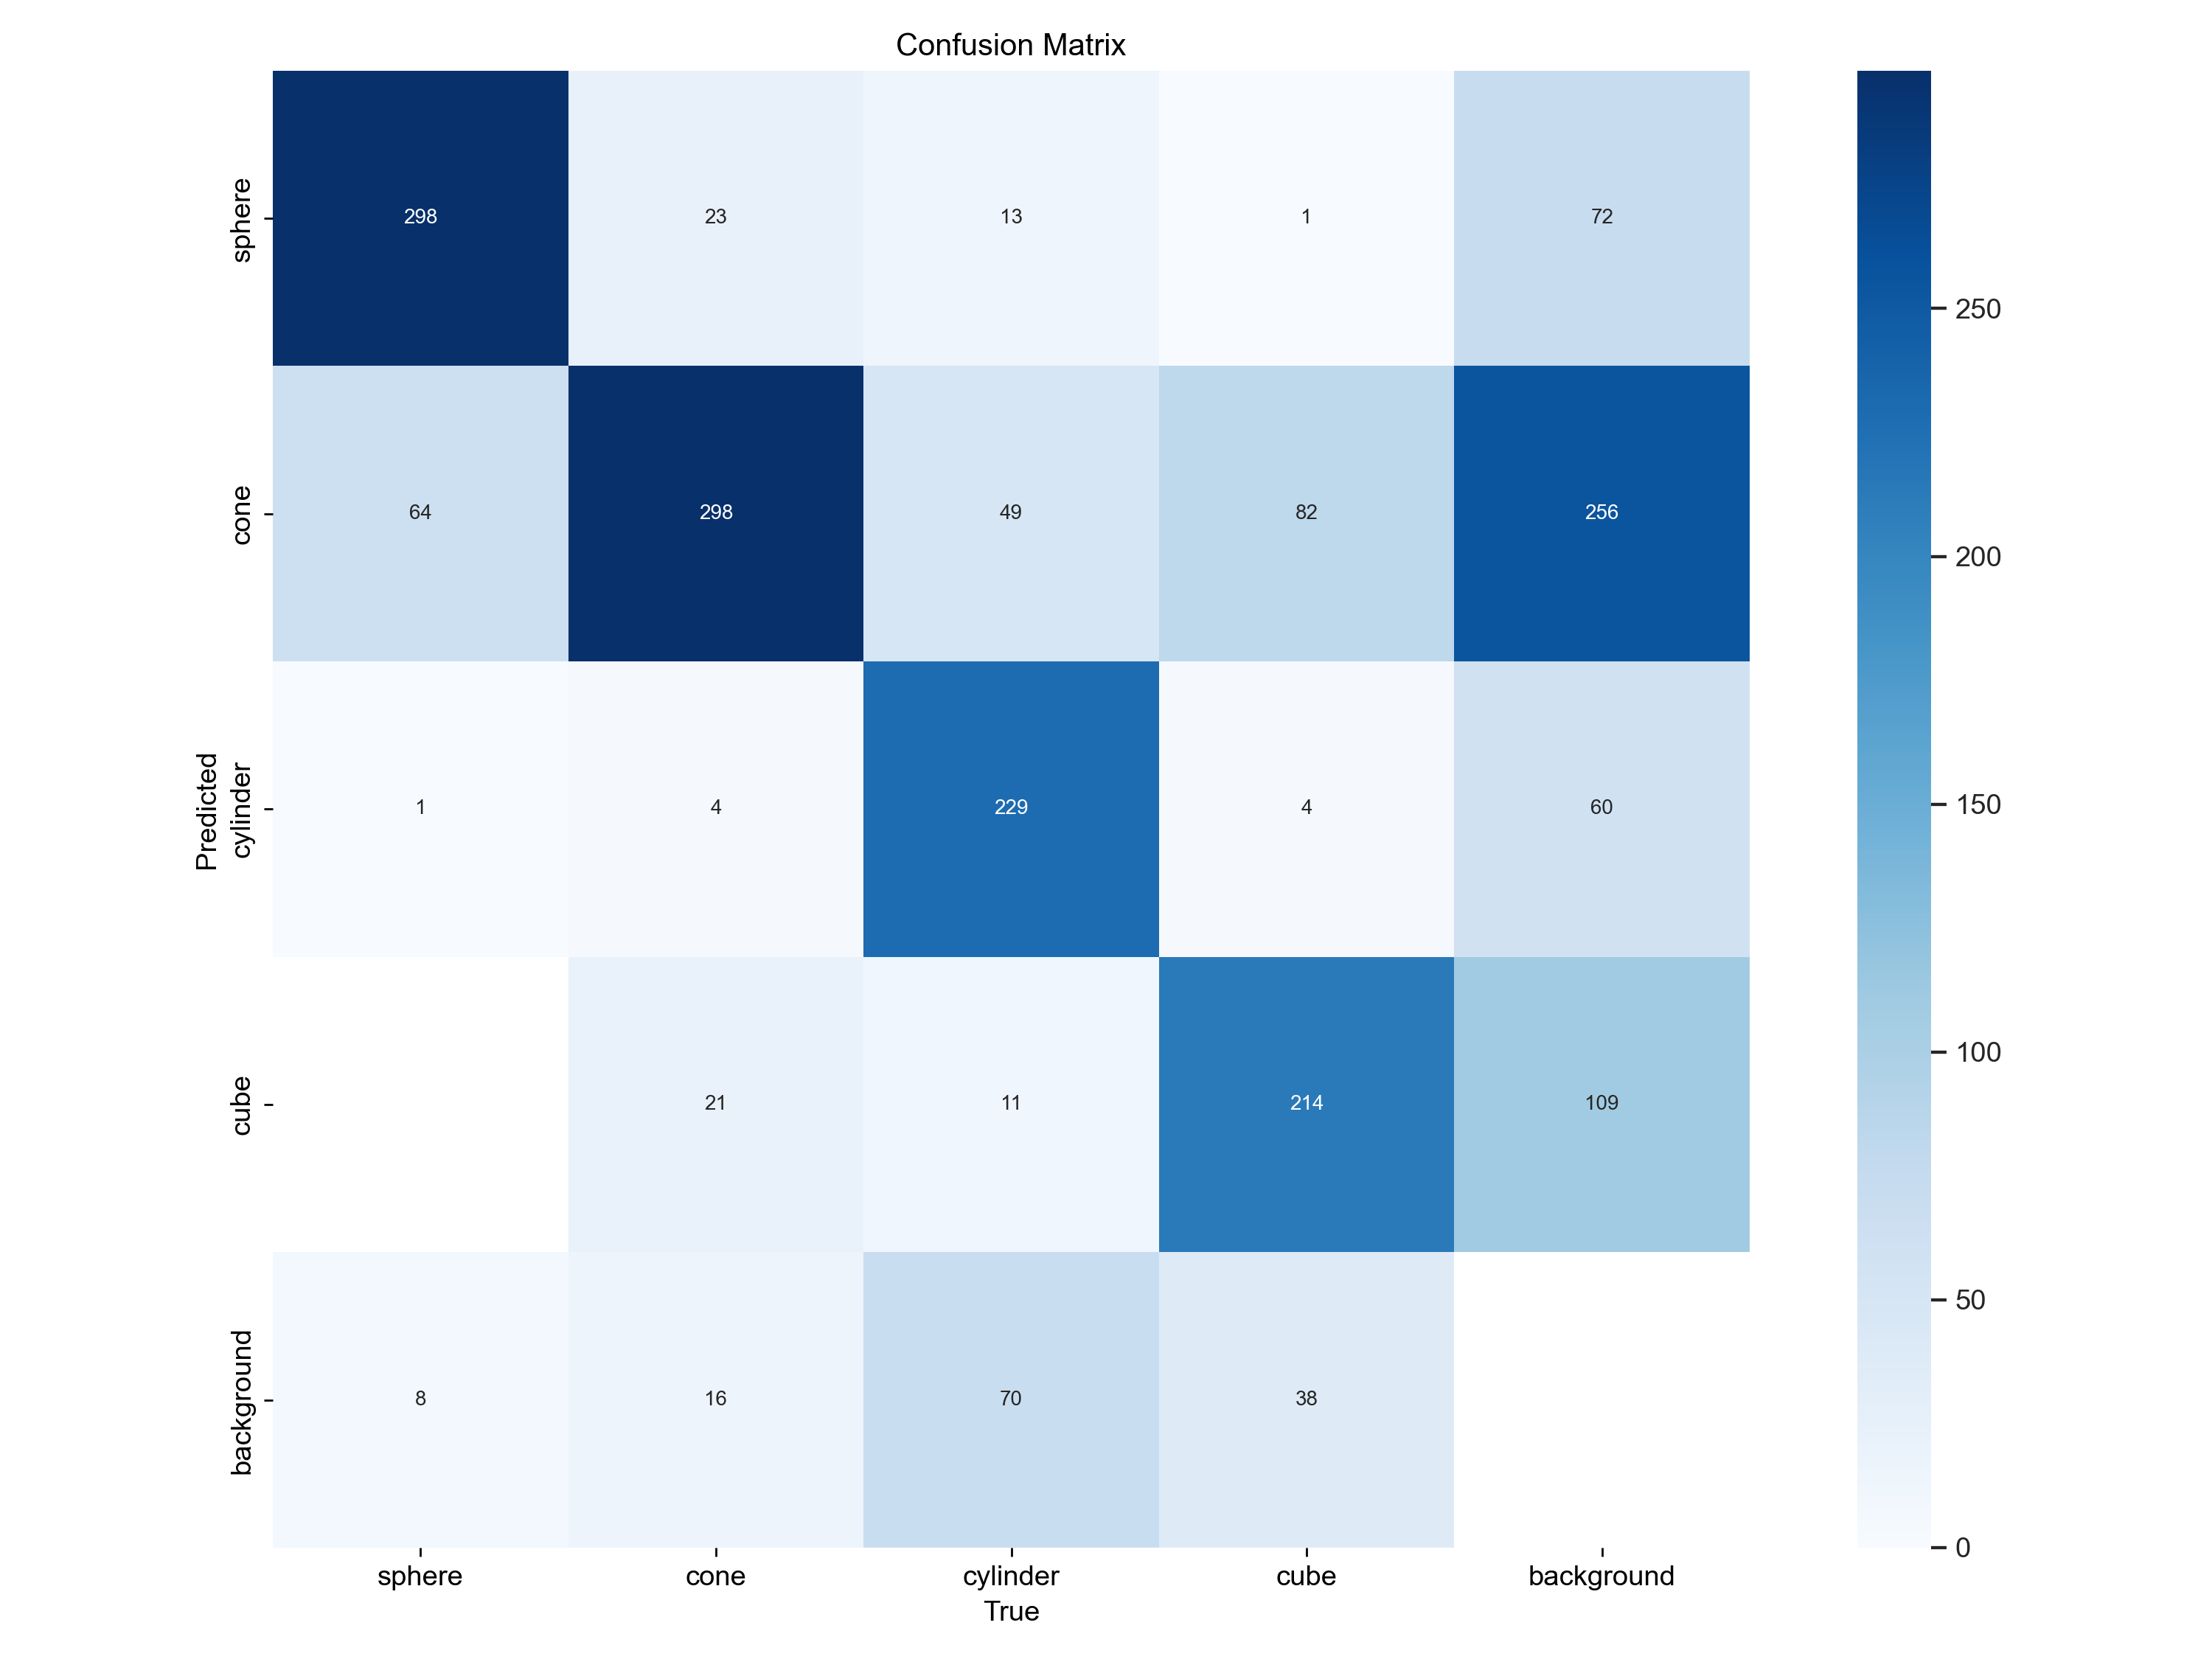 Confusion Matrix
sphere 298 23 13 1 72
cone 64 298 49 82 256
Predicted
cylinder 1 4 229 4 60
cube 21 11 214 109
background 8 16 70 38
sphere cone cylinder cube background
True
250
200
150
100
50
0